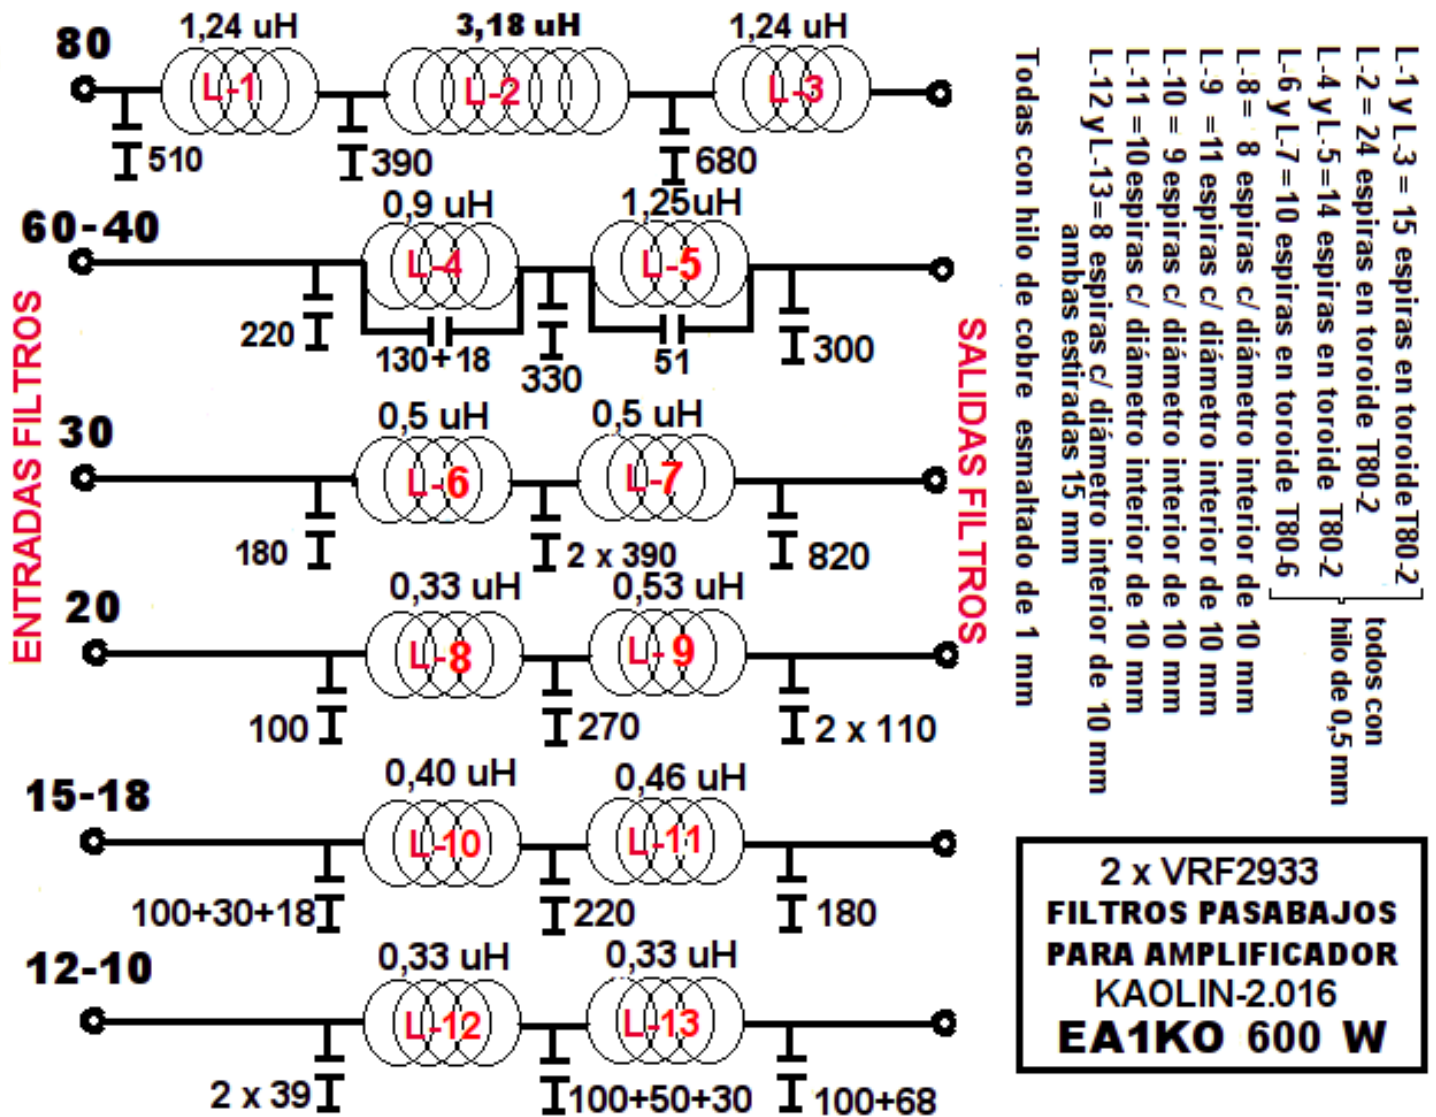 80
1,24 uH
3,18 uH
1,24 uH
L-1
L-2
L-3
510
390
680
60-40
0,9 uH
1,25uH
L-4
L-5
220
130+18
330
51
300
30
0,5 uH
0,5 uH
L-6
L-7
180
2 x 390
820
20
0,33 uH
0,53 uH
L-8
L-9
100
270
2 x 110
15-18
0,40 uH
0,46 uH
L-10
L-11
100+30+18
220
180
12-10
0,33 uH
0,33 uH
L-12
L-13
2 x 39
100+50+30
100+68
ENTRADAS FILTROS
SALIDAS FILTROS
L-1 y L-3 = 15 espiras en toroide T80-2
L-2 = 24 espiras en toroide T80-2
L-4 y L-5=14 espiras en toroide T80-2
L-6 y L-7=10 espiras en toroide T80-6
todos con
hilo de 0,5 mm
L-8= 8 espiras c/ diámetro interior de 10 mm
L-9 =11 espiras c/ diámetro interior de 10 mm
L-10 = 9 espiras c/ diámetro interior de 10 mm
L-11 =10espiras c/ diámetro interior de 10 mm
L-12 y L-13=8 espiras c/ diámetro interior de 10 mm
ambas estiradas 15 mm
Todas con hilo de cobre esmaltado de 1 mm
2 x VRF2933
FILTROS PASABAJOS
PARA AMPLIFICADOR
KAOLIN-2.016
EA1KO 600 W